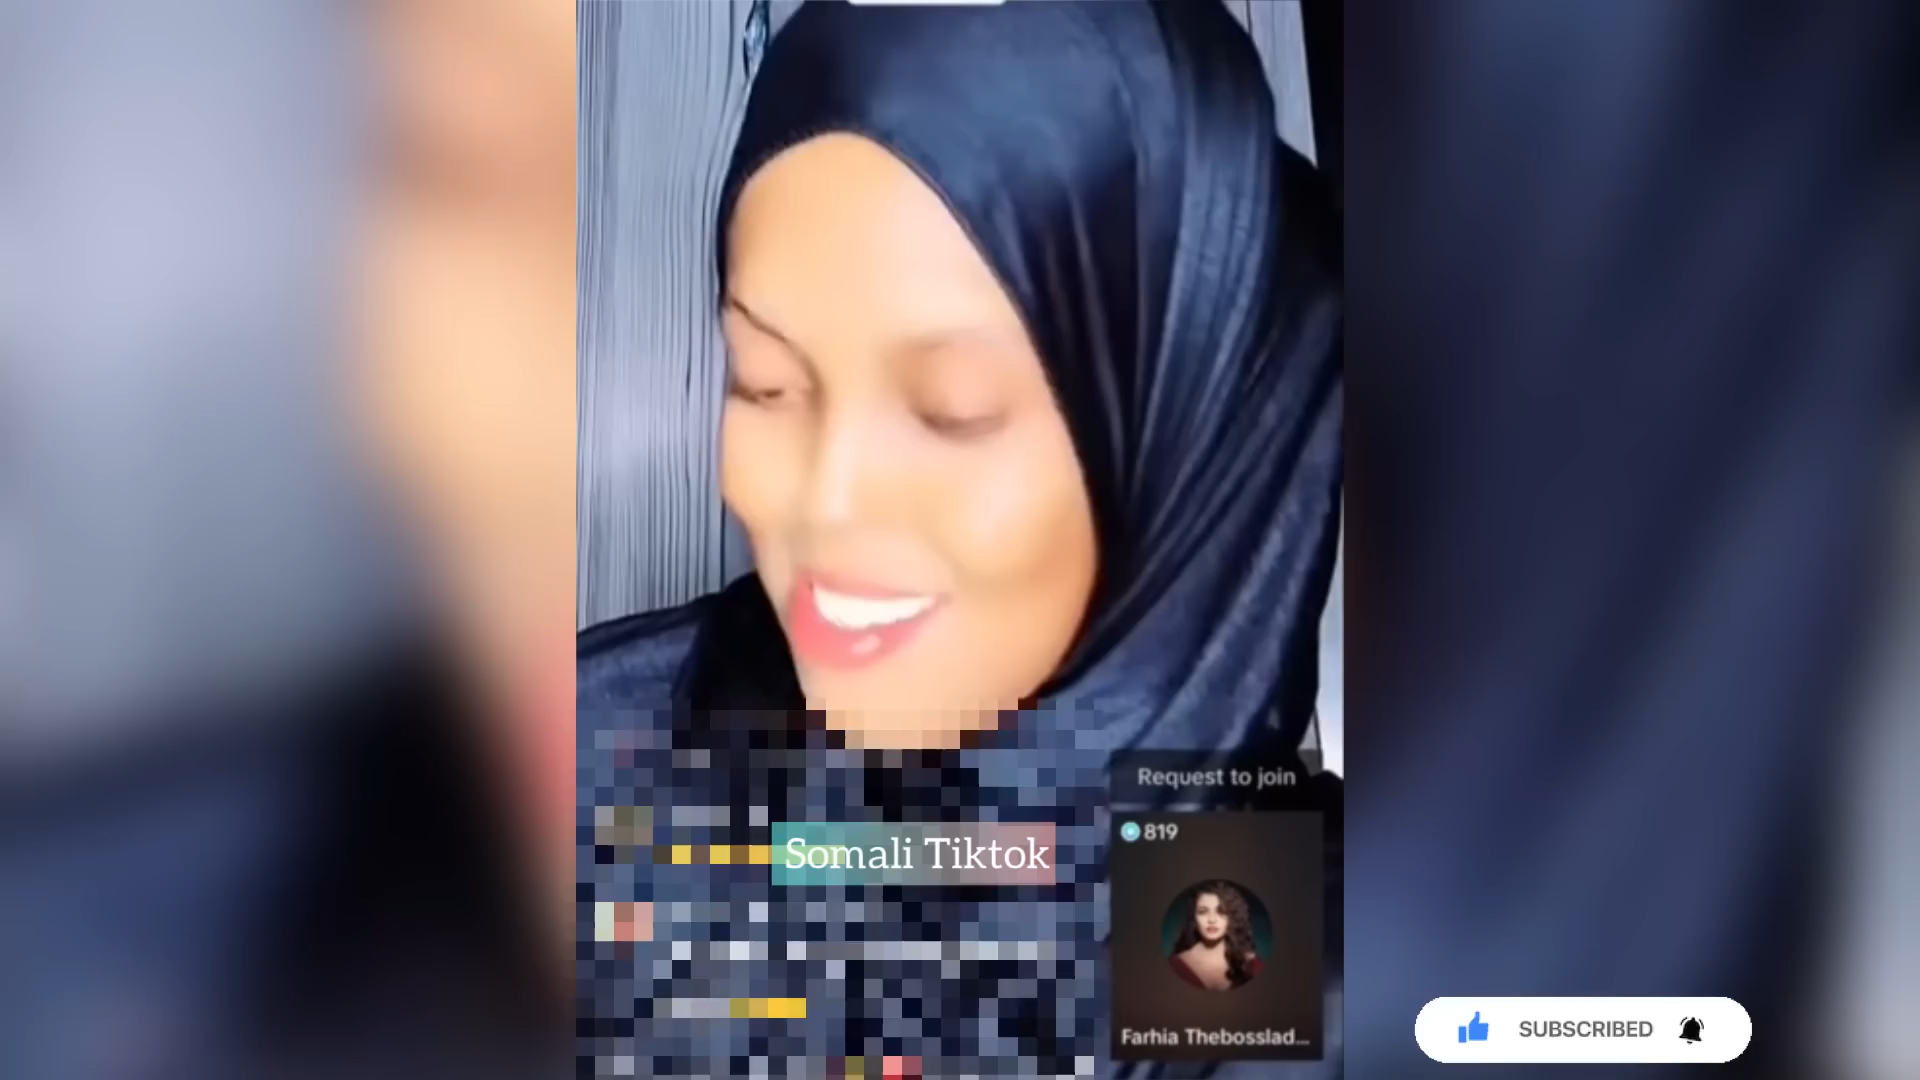 Request to join
819
Somali Tiktok
Farhia Thebosslad...
SUBSCRIBED